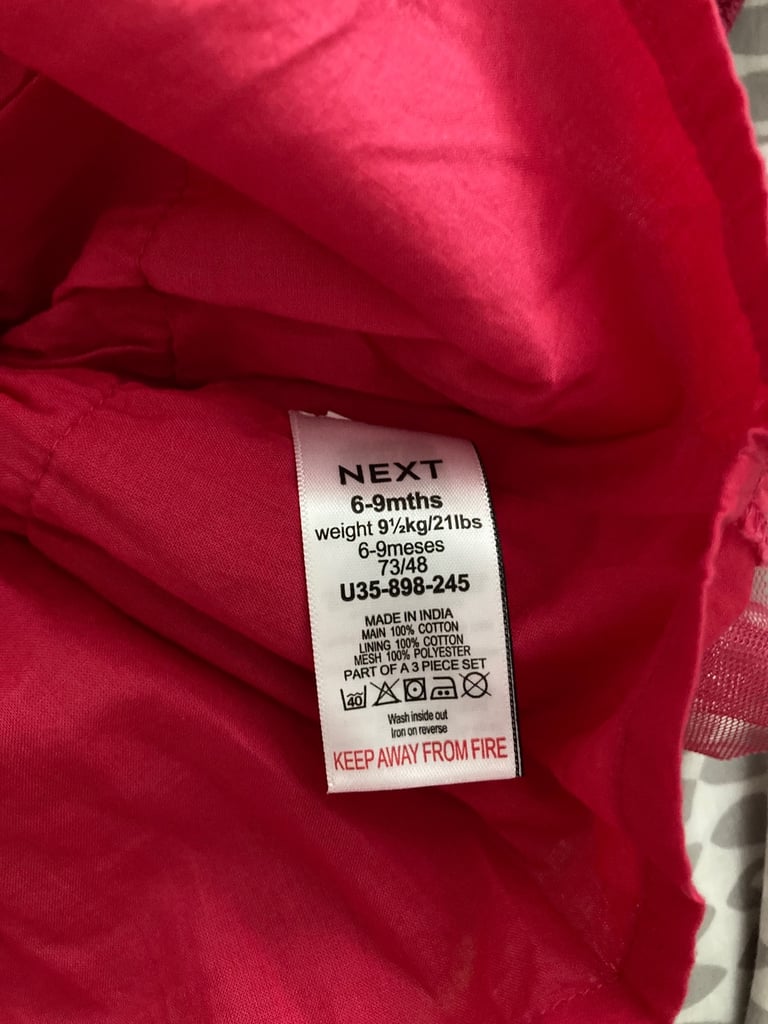 NEXT
6-9mths
weight 9½kg/21lbs
6-9meses
73/48
U35-898-245
MADE IN INDIA
MAIN 100% COTTON
LINING 100% COTTON
MESH 100% POLYESTER
PART OF A 3 PIECE SET
40
Wash inside out
Iron on reverse
KEEP AWAY FROM FIRE